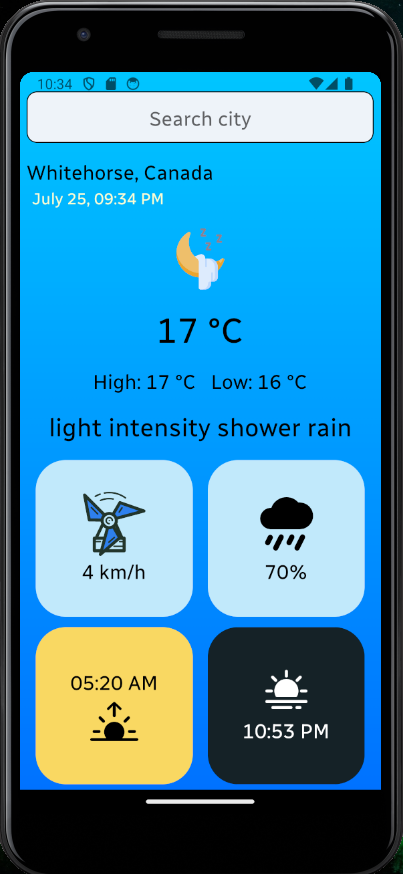 10:34
Search city
Whitehorse, Canada
July 25, 09:34 PM
17 °C
High: 17 °C Low: 16 °C
light intensity shower rain
4 km/h
70%
05:20 AM
10:53 PM